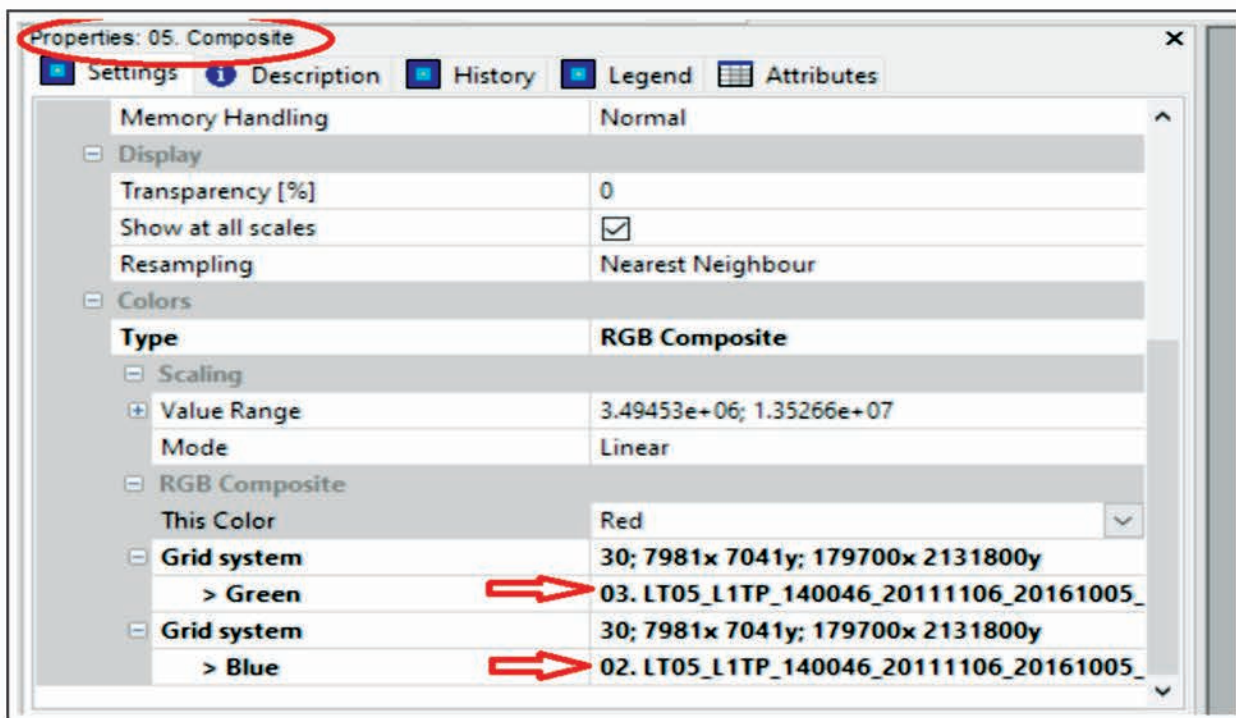 Properties: 05. Composite
Settings Description History Legend Attributes
Memory Handling Normal
Display
Transparency [%] 0
Show at all scales
Resampling Nearest Neighbour
Colors
Type RGB Composite
Scaling
Value Range 3.49453e+06; 1.35266e+07
Mode Linear
RGB Composite
This Color Red
Grid system 30; 7981x 7041y; 179700x 2131800y
> Green 03. LT05_L1TP_140046_20111106_20161005_
Grid system 30; 7981x 7041y; 179700x 2131800y
> Blue 02. LT05_L1TP_140046_20111106_20161005_